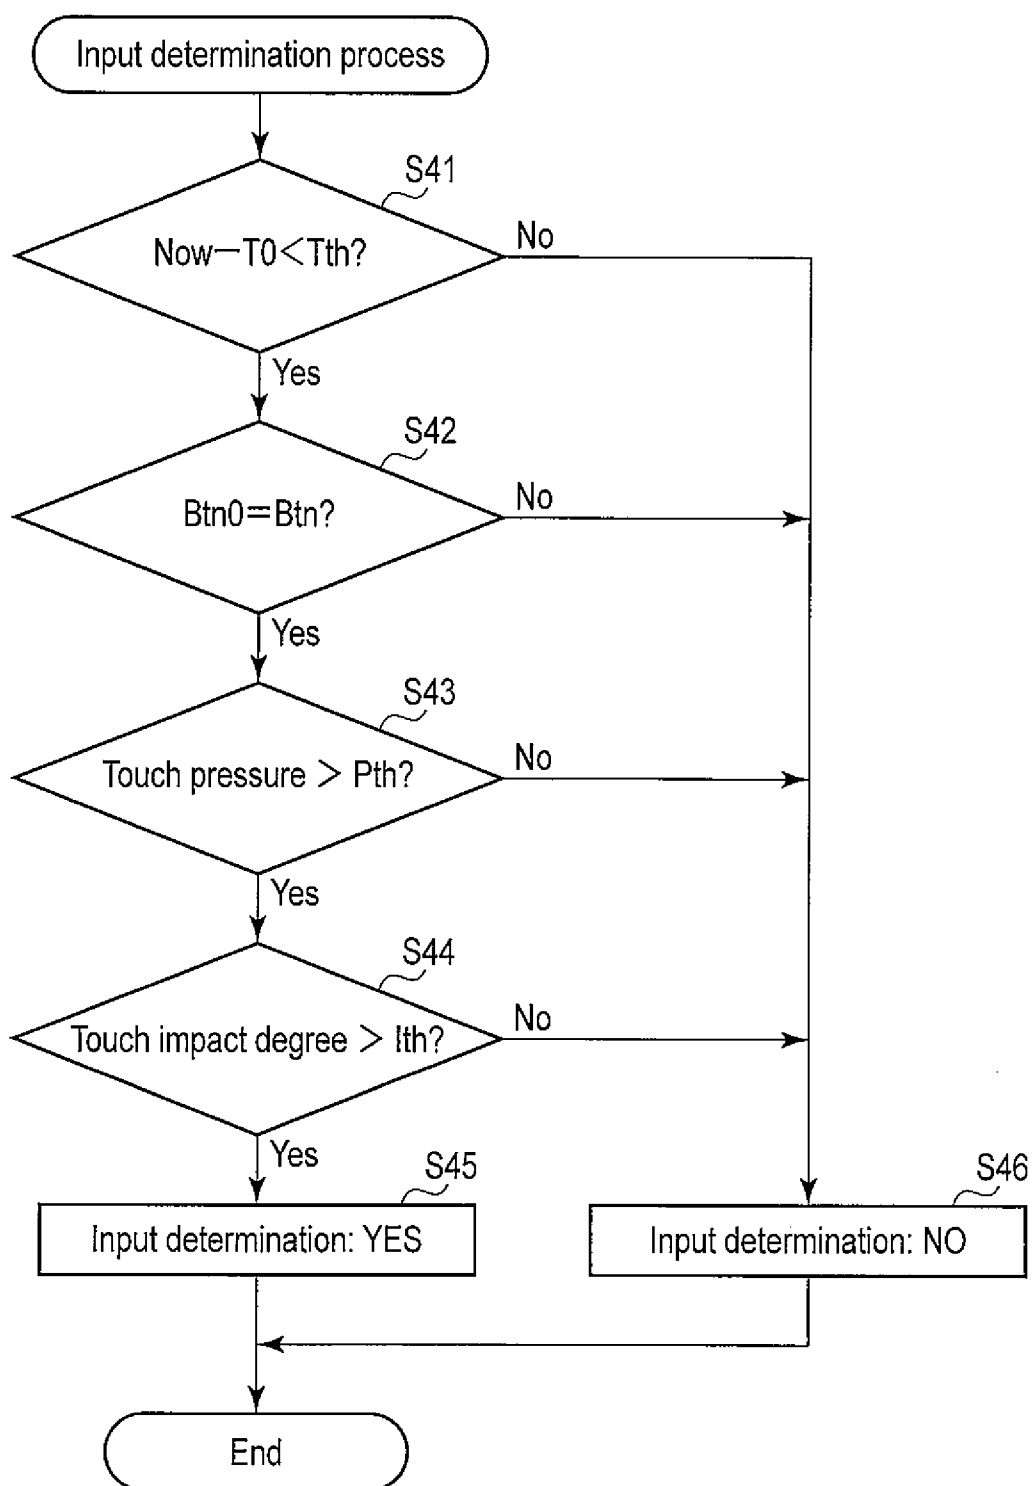 Input determination process
S41
Now－T0＜Tth?
No
Yes
S42
Btn0＝Btn?
No
Yes
S43
Touch pressure ＞ Pth?
No
Yes
S44
Touch impact degree ＞ Ith?
No
Yes
S45
Input determination: YES
S46
Input determination: NO
End